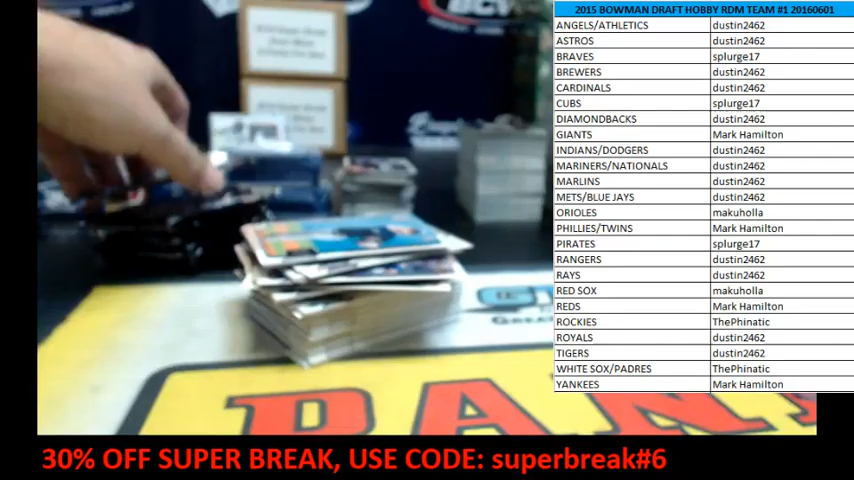 2015 BOWMAN DRAFT HOBBY RDM TEAM #1 20160601
ANGELS/ATHLETICS dustin2462
ASTROS dustin2462
BRAVES splurge17
BREWERS dustin2462
CARDINALS dustin2462
CUBS splurge17
DIAMONDBACKS dustin2462
GIANTS Mark Hamilton
INDIANS/DODGERS dustin2462
MARINERS/NATIONALS dustin2462
MARLINS dustin2462
METS/BLUE JAYS dustin2462
ORIOLES makuholla
PHILLIES/TWINS Mark Hamilton
PIRATES splurge17
RANGERS dustin2462
RAYS dustin2462
RED SOX makuholla
REDS Mark Hamilton
ROCKIES ThePhinatic
ROYALS dustin2462
TIGERS dustin2462
WHITE SOX/PADRES ThePhinatic
YANKEES Mark Hamilton
30% OFF SUPER BREAK, USE CODE: superbreak#6